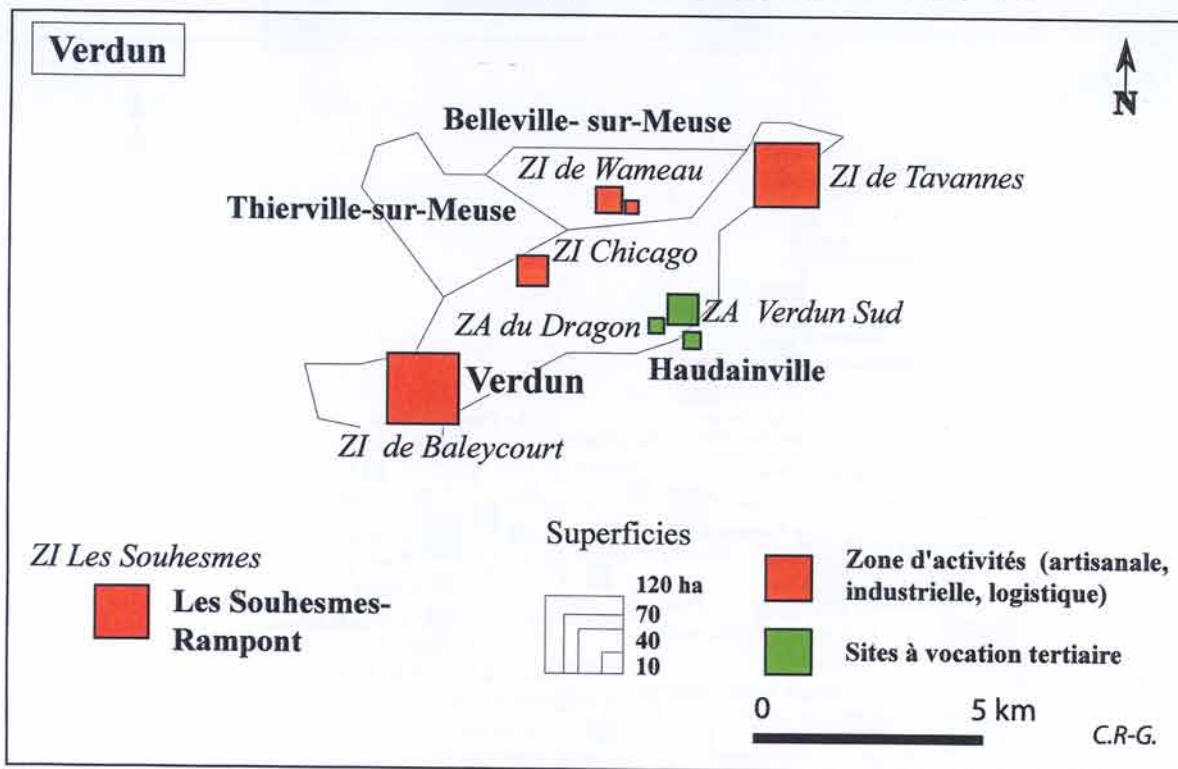 Verdun
N
Belleville- sur-Meuse
ZI de Wameau
ZI de Tavannes
Thierville-sur-Meuse
ZI Chicago
ZA du Dragon
ZA Verdun Sud
Haudainville
Verdun
ZI de Baleycourt
ZI Les Souhesmes
Les Souhesmes-
Rampont
Superficies
120 ha
70
40
10
Zone d'activités (artisanale,
industrielle, logistique)
Sites à vocation tertiaire
0 5 km
C.R-G.